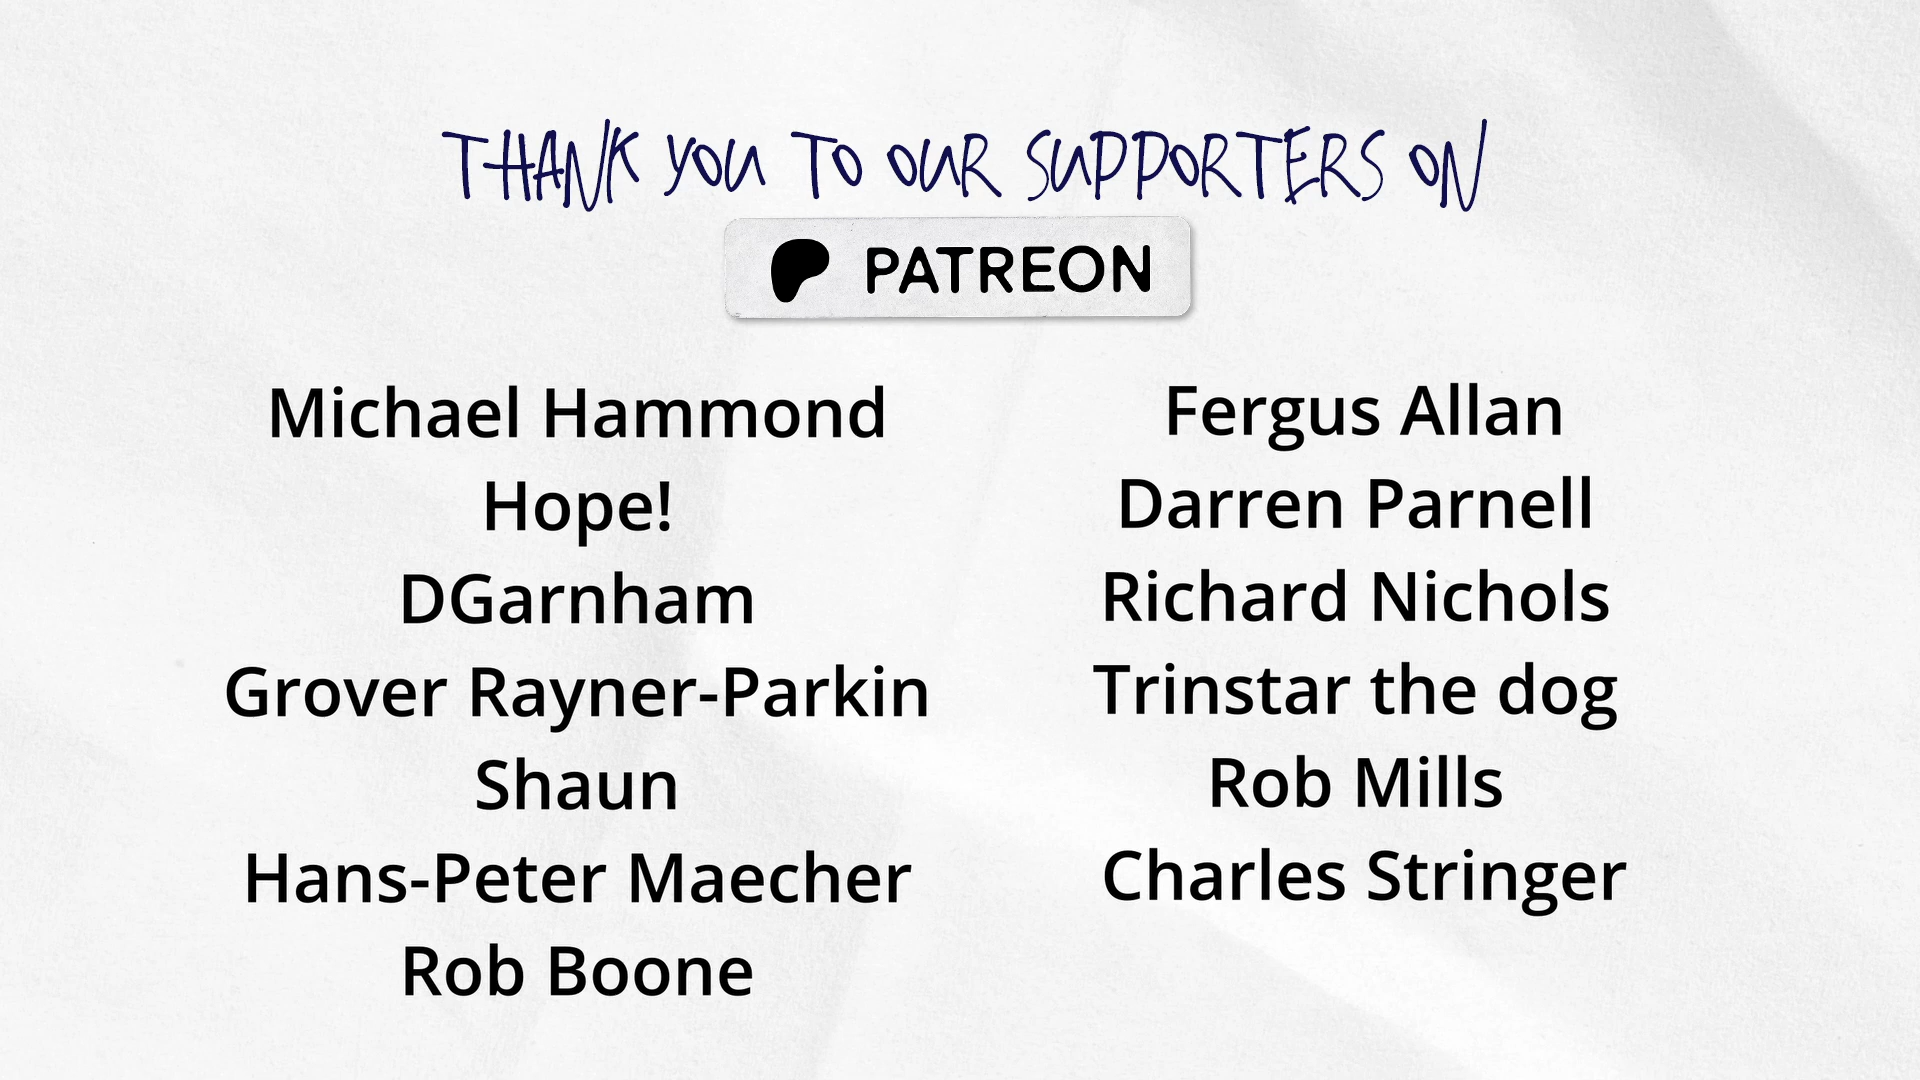 THANK YOU TO OUR SUPPORTERS ON
PATREON
Michael Hammond
Hope!
DGarnham
Grover Rayner-Parkin
Shaun
Hans-Peter Maecher
Rob Boone
Fergus Allan
Darren Parnell
Richard Nichols
Trinstar the dog
Rob Mills
Charles Stringer